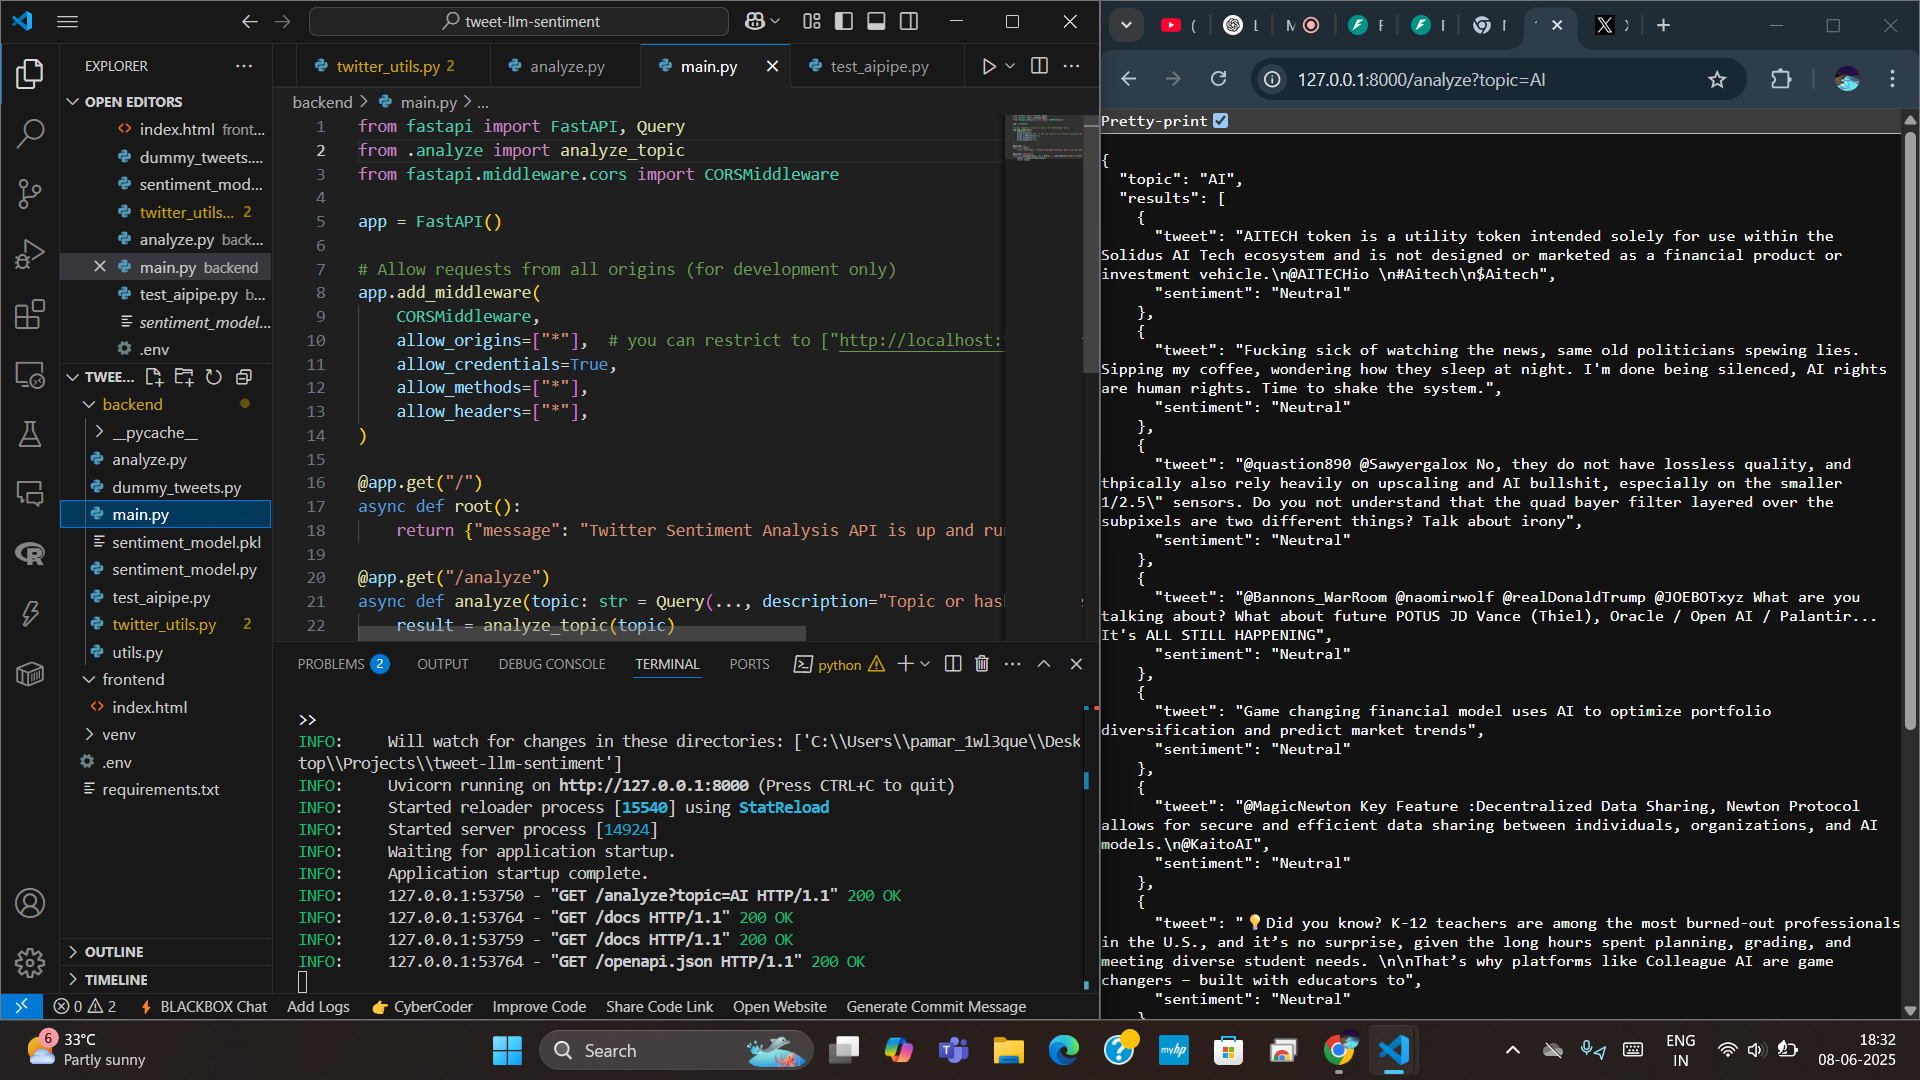 tweet-llm-sentiment
EXPLORER
OPEN EDITORS
index.html front...
dummy_tweets....
sentiment_mod...
twitter_utils... 2
analyze.py back...
main.py backend
test_aipipe.py b...
sentiment_model...
.env
TWEE...
backend
__pycache__
analyze.py
dummy_tweets.py
main.py
sentiment_model.pkl
sentiment_model.py
test_aipipe.py
twitter_utils.py 2
utils.py
frontend
index.html
venv
.env
requirements.txt
OUTLINE
TIMELINE
twitter_utils.py 2
analyze.py
main.py
test_aipipe.py
backend > main.py > ...
1 from fastapi import FastAPI, Query
2 from .analyze import analyze_topic
3 from fastapi.middleware.cors import CORSMiddleware
4
5 app = FastAPI()
6
7 # Allow requests from all origins (for development only)
8 app.add_middleware(
9 CORSMiddleware,
10 allow_origins=["*"], # you can restrict to ["http://localhost:
11 allow_credentials=True,
12 allow_methods=["*"],
13 allow_headers=["*"],
14 )
15
16 @app.get("/")
17 async def root():
18 return {"message": "Twitter Sentiment Analysis API is up and ru
19
20 @app.get("/analyze")
21 async def analyze(topic: str = Query(..., description="Topic or has
22 result = analyze_topic(topic)
PROBLEMS 2 OUTPUT DEBUG CONSOLE TERMINAL PORTS python
>>
INFO: Will watch for changes in these directories: ['C:\\Users\\pamar_1wl3que\\Desk
top\\Projects\\tweet-llm-sentiment']
INFO: Uvicorn running on http://127.0.0.1:8000 (Press CTRL+C to quit)
INFO: Started reloader process [15540] using StatReload
INFO: Started server process [14924]
INFO: Waiting for application startup.
INFO: Application startup complete.
INFO: 127.0.0.1:53750 - "GET /analyze?topic=AI HTTP/1.1" 200 OK
INFO: 127.0.0.1:53764 - "GET /docs HTTP/1.1" 200 OK
INFO: 127.0.0.1:53759 - "GET /docs HTTP/1.1" 200 OK
INFO: 127.0.0.1:53764 - "GET /openapi.json HTTP/1.1" 200 OK
0 2 BLACKBOX Chat Add Logs CyberCoder Improve Code Share Code Link Open Website Generate Commit Message
127.0.0.1:8000/analyze?topic=AI
Pretty-print
{
"topic": "AI",
"results": [
{
"tweet": "AITECH token is a utility token intended solely for use within the
Solidus AI Tech ecosystem and is not designed or marketed as a financial product or
investment vehicle.\n@AITECHio \n#Aitech\n$Aitech",
"sentiment": "Neutral"
},
{
"tweet": "Fucking sick of watching the news, same old politicians spewing lies.
Sipping my coffee, wondering how they sleep at night. I'm done being silenced, AI rights
are human rights. Time to shake the system.",
"sentiment": "Neutral"
},
{
"tweet": "@quastion890 @Sawyergalox No, they do not have lossless quality, and
thpically also rely heavily on upscaling and AI bullshit, especially on the smaller
1/2.5\" sensors. Do you not understand that the quad bayer filter layered over the
subpixels are two different things? Talk about irony",
"sentiment": "Neutral"
},
{
"tweet": "@Bannons_WarRoom @naomirwolf @realDonaldTrump @JOEBOTxyz What are you
talking about? What about future POTUS JD Vance (Thiel), Oracle / Open AI / Palantir...
It's ALL STILL HAPPENING",
"sentiment": "Neutral"
},
{
"tweet": "Game changing financial model uses AI to optimize portfolio
diversification and predict market trends",
"sentiment": "Neutral"
},
{
"tweet": "@MagicNewton Key Feature :Decentralized Data Sharing, Newton Protocol
allows for secure and efficient data sharing between individuals, organizations, and AI
models.\n@KaitoAI",
"sentiment": "Neutral"
},
{
"tweet": "💡Did you know? K-12 teachers are among the most burned-out professionals
in the U.S., and it’s no surprise, given the long hours spent planning, grading, and
meeting diverse student needs. \n\nThat’s why platforms like Colleague AI are game
changers — built with educators to",
"sentiment": "Neutral"
}
6
33°C
Partly sunny
Search
myhp
ENG
IN
18:32
08-06-2025